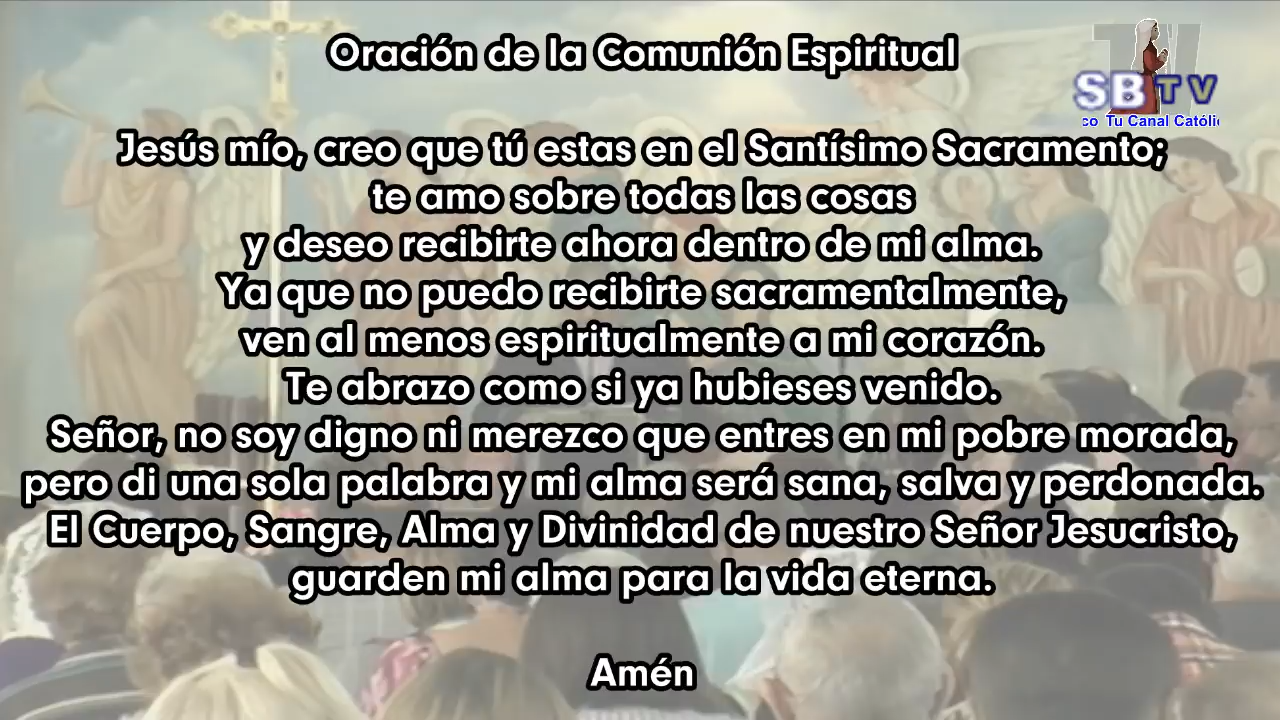 Oración de la Comunión Espiritual
SBTV
co Tu Canal Católic
Jesús mío, creo que tú estas en el Santísimo Sacramento;
te amo sobre todas las cosas
y deseo recibirte ahora dentro de mi alma.
Ya que no puedo recibirte sacramentalmente,
ven al menos espiritualmente a mi corazón.
Te abrazo como si ya hubieses venido.
Señor, no soy digno ni merezco que entres en mi pobre morada,
pero di una sola palabra y mi alma será sana, salva y perdonada.
El Cuerpo, Sangre, Alma y Divinidad de nuestro Señor Jesucristo,
guarden mi alma para la vida eterna.
Amén